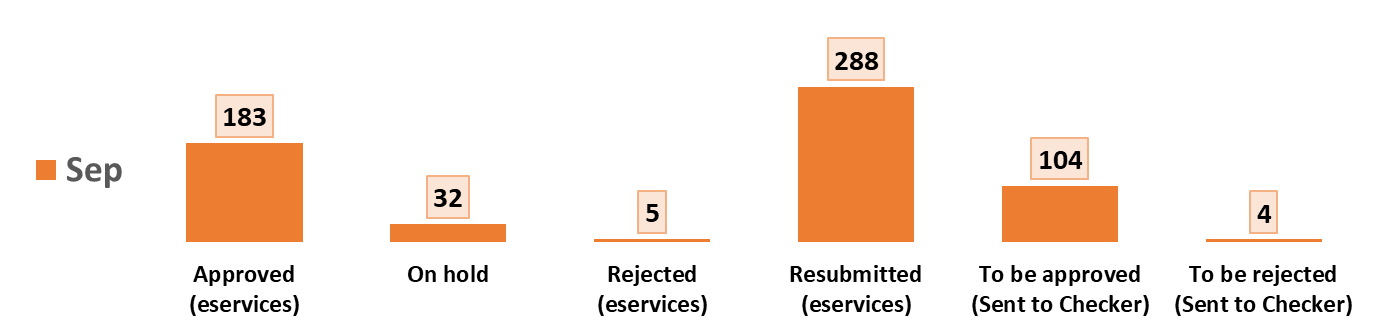 Sep
183
32
5
288
104
4
Approved
(eservices)
On hold
Rejected
(eservices)
Resubmitted
(eservices)
To be approved
(Sent to Checker)
To be rejected
(Sent to Checker)